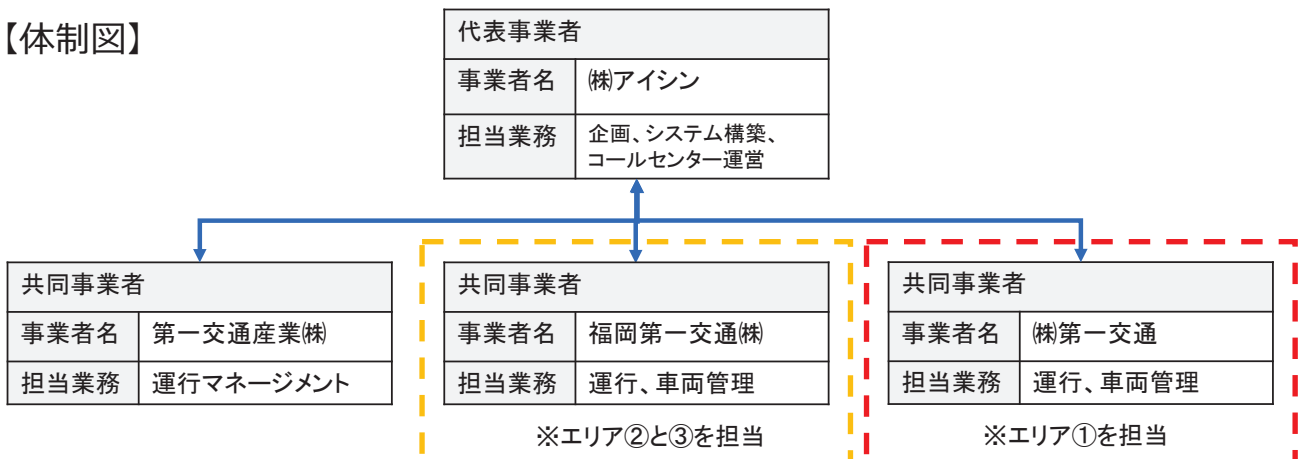 【体制図】
代表事業者
事業者名 ㈱アイシン
担当業務 企画、システム構築、
コールセンター運営
共同事業者
事業者名 第一交通産業㈱
担当業務 運行マネージメント
共同事業者
事業者名 福岡第一交通㈱
担当業務 運行、車両管理
※エリア②と③を担当
共同事業者
事業者名 ㈱第一交通
担当業務 運行、車両管理
※エリア①を担当